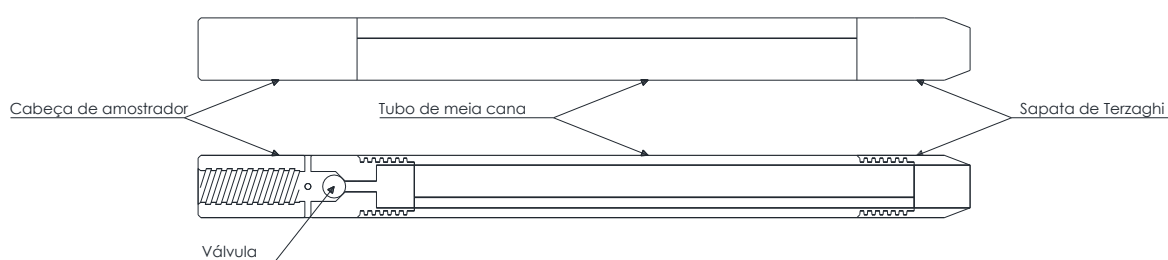 Cabeça de amostrador
Tubo de meia cana
Sapata de Terzaghi
Válvula